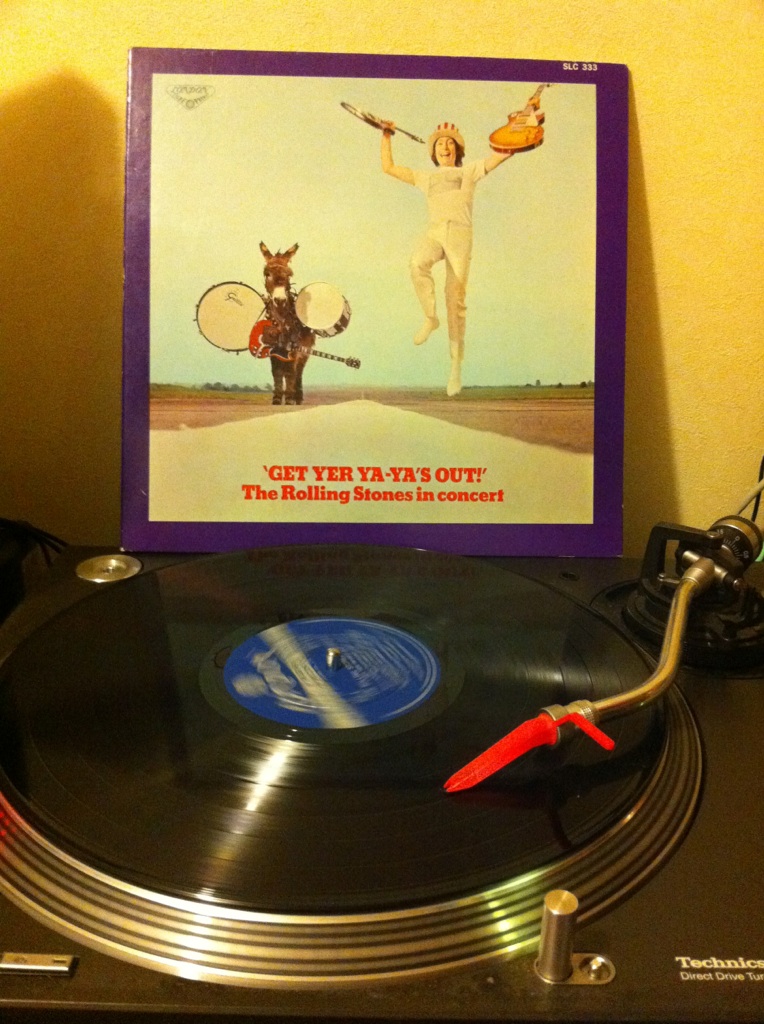 SLC 333
'GET YER YA-YA'S OUT!'
The Rolling Stones in concert
Technics
Direct Drive Tur